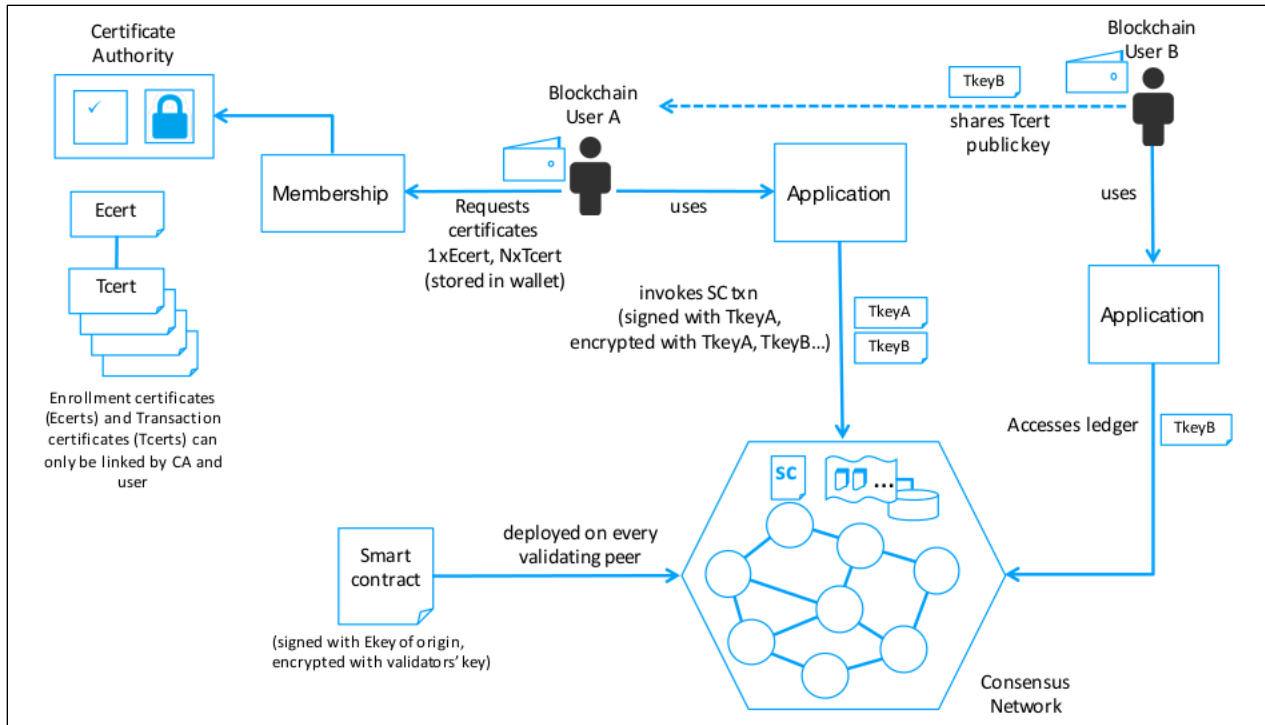 Certificate
Authority
Blockchain
User A
Blockchain
User B
TkeyB
shares Tcert
publickey
Membership
Requests
certificates
1xEcert, NxTcert
(stored in wallet)
uses
Application
uses
Ecert
Tcert
Enrollment certificates
(Ecerts) and Transaction
certificates (Tcerts) can
only be linked by CA and
user
invokes SC txn
(signed with TkeyA,
encrypted with TkeyA, TkeyB...)
TkeyA
TkeyB
Application
Accesses ledger
TkeyB
SC
...
Smart
contract
deployed on every
validating peer
(signed with Ekey of origin,
encrypted with validators' key)
Consensus
Network